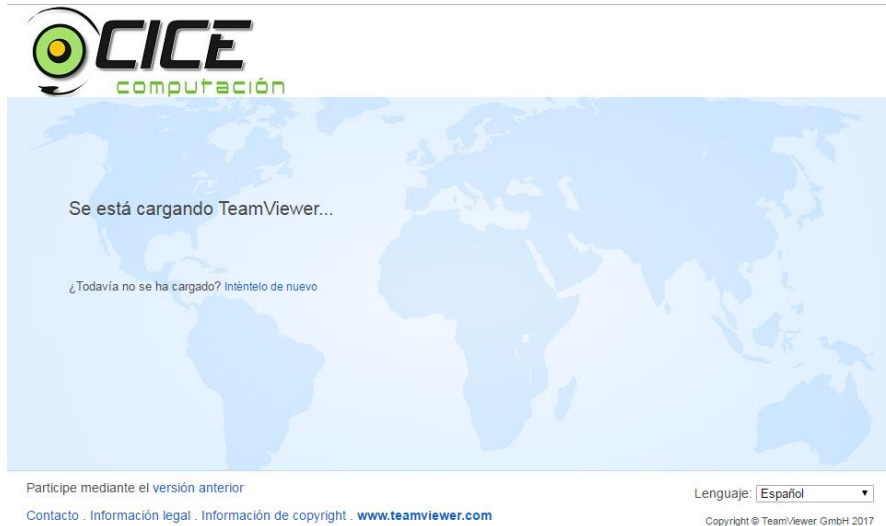 CICE
computación
Se está cargando TeamViewer...
¿Todavía no se ha cargado? Inténtelo de nuevo
Participe mediante el versión anterior
Lenguaje: Español
Contacto . Información legal . Información de copyright . www.teamviewer.com
Copyright © TeamViewer GmbH 2017